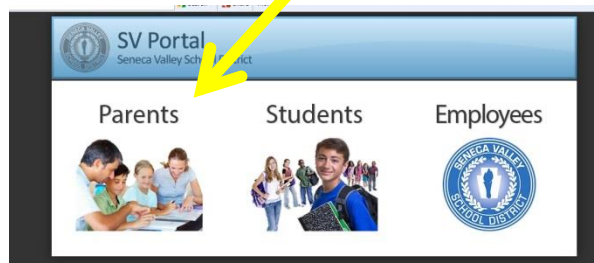 SV Portal
Seneca Valley School District
Parents Students Employees
SENECA VALLEY
SCHOOL DISTRICT